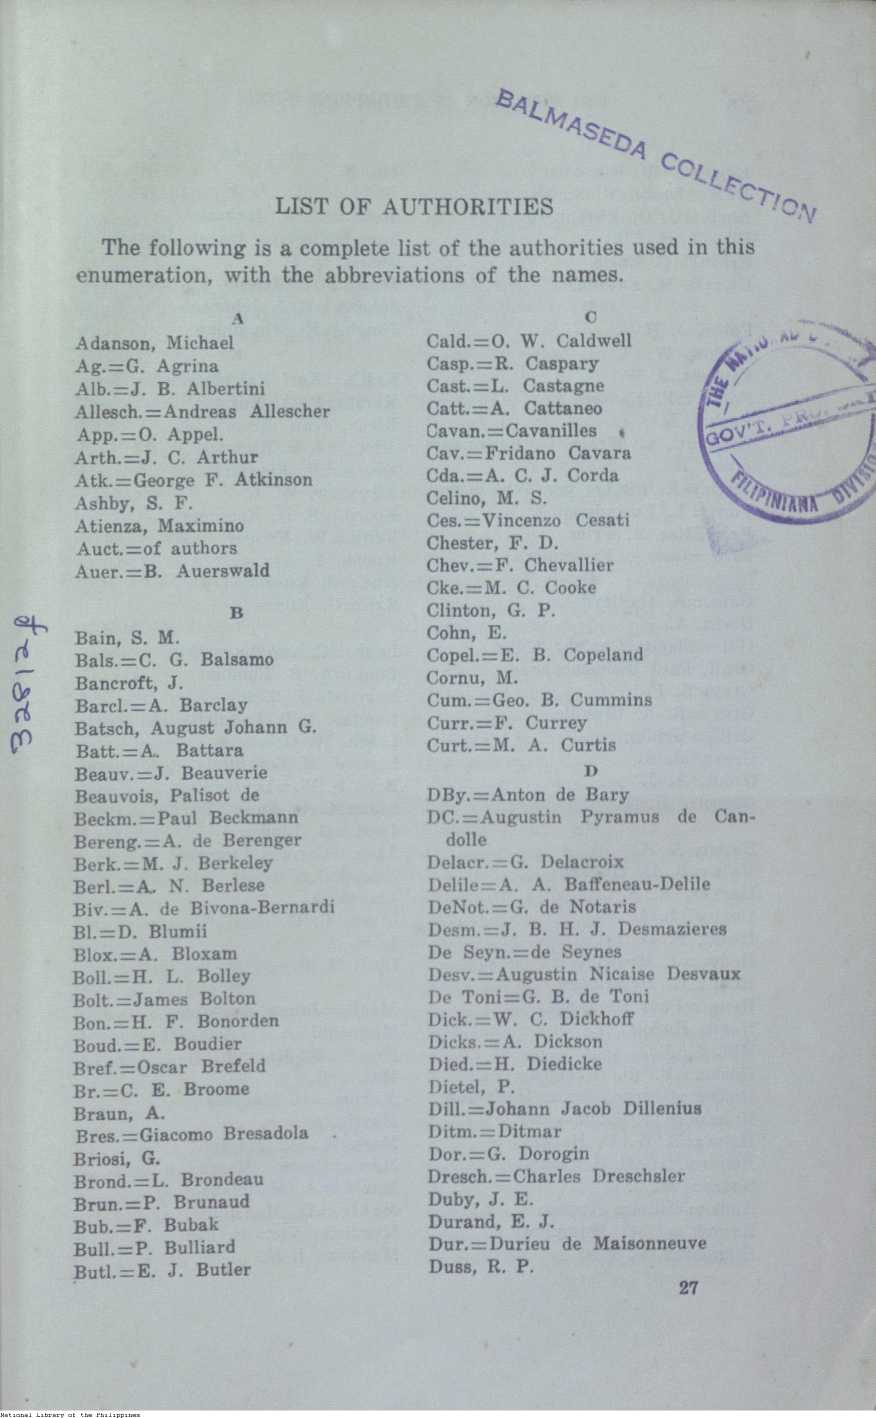 BALMASEDA COLLECTION
LIST OF AUTHORITIES
The following is a complete list of the authorities used in this
enumeration, with the abbreviations of the names.
A
Adanson, Michael
Ag.=G. Agrina
Alb.=J. B. Albertini
Allesch.=Andreas Allescher
App.=O. Appel.
Arth.=J. C. Arthur
Atk.=George F. Atkinson
Ashby, S. F.
Atienza, Maximino
Auct.=of authors
Auer.=B. Auerswald
B
Bain, S. M.
Bals.=C. G. Balsamo
Bancroft, J.
Barcl.=A. Barclay
Batsch, August Johann G.
Batt.=A. Battara
Beauv.=J. Beauverie
Beauvois, Palisot de
Beckm.=Paul Beckmann
Bereng.=A. de Berenger
Berk.=M. J. Berkeley
Berl.=A. N. Berlese
Biv.=A. de Bivona-Bernardi
Bl.=D. Blumii
Blox.=A. Bloxam
Boll.=H. L. Bolley
Bolt.=James Bolton
Bon.=H. F. Bonorden
Boud.=E. Boudier
Bref.=Oscar Brefeld
Br.=C. E. Broome
Braun, A.
Bres.=Giacomo Bresadola
Briosi, G.
Brond.=L. Brondeau
Brun.=P. Brunaud
Bub.=F. Bubak
Bull.=P. Bulliard
Butl.=E. J. Butler
C
Cald.=O. W. Caldwell
Casp.=R. Caspary
Cast.=L. Castagne
Catt.=A. Cattaneo
Cavan.=Cavanilles
Cav.=Fridano Cavara
Cda.=A. C. J. Corda
Celino, M. S.
Ces.=Vincenzo Cesati
Chester, F. D.
Chev.=F. Chevallier
Cke.=M. C. Cooke
Clinton, G. P.
Cohn, E.
Copel.=E. B. Copeland
Cornu, M.
Cum.=Geo. B. Cummins
Curr.=F. Currey
Curt.=M. A. Curtis
D
DBy.=Anton de Bary
DC.=Augustin Pyramus de Can-
dolle
Delacr.=G. Delacroix
Delile=A. A. Baffeneau-Delile
DeNot.=G. de Notaris
Desm.=J. B. H. J. Desmazieres
De Seyn.=de Seynes
Desv.=Augustin Nicaise Desvaux
De Toni=G. B. de Toni
Dick.=W. C. Dickhoff
Dicks.=A. Dickson
Died.=H. Diedicke
Dietel, P.
Dill.=Johann Jacob Dillenius
Ditm.=Ditmar
Dor.=G. Dorogin
Dresch.=Charles Dreschsler
Duby, J. E.
Durand, E. J.
Dur.=Durieu de Maisonneuve
Duss, R. P.
27
THE
GOV'T.
FILIPINIANA DIVISIO
National Library of the Philippines